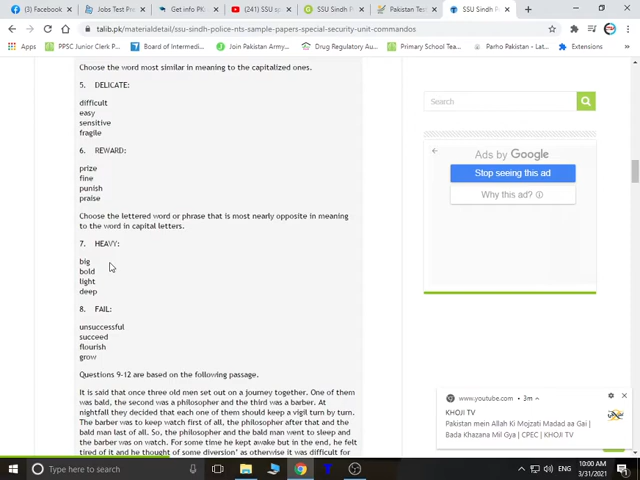 (3) Facebook
Jobs Test Pre
Get info PK
(241) SSU sp
SSU Sindh P
Pakistan Tes
SSU Sindh P
talib.pk/materialdetail/ssu-sindh-police-nts-sample-papers-special-security-unit-commandos
Apps
PPSC Junior Clerk P...
Board of Intermedi...
Join Pakistan Army...
Drug Regulatory Au...
Primary School Tea...
Parho Pakistan - Lat...
Extensions
Choose the word most similar in meaning to the capitalized ones.
5. DELICATE:
difficult
easy
sensitive
fragile
6. REWARD:
prize
fine
punish
praise
Choose the lettered word or phrase that is most nearly opposite in meaning
to the word in capital letters.
7. HEAVY:
big
bold
light
deep
8. FAIL:
unsuccessful
succeed
flourish
grow
Questions 9-12 are based on the following passage.
It is said that once three old men set out on a journey together. One of them
was bald, the second was a philosopher and the third was a barber. At
nightfall they decided that each one of them should keep a vigil turn by turn.
The barber was to keep watch first of all, the philosopher after that and the
bald man last of all. So, the philosopher and the bald man went to sleep and
the barber was on watch. For some time he kept awake but in the end, he felt
tired of it and he thought of some diversion' as otherwise it was difficult for
Search
Ads by Google
Stop seeing this ad
Why this ad?
www.youtube.com • 3m
KHOJI TV
Pakistan mein Allah Ki Mojzati Madad aa Gai |
Bada Khazana Mil Gya | CPEC | KHOJI TV
Type here to search
ENG
10:00 AM
3/31/2021